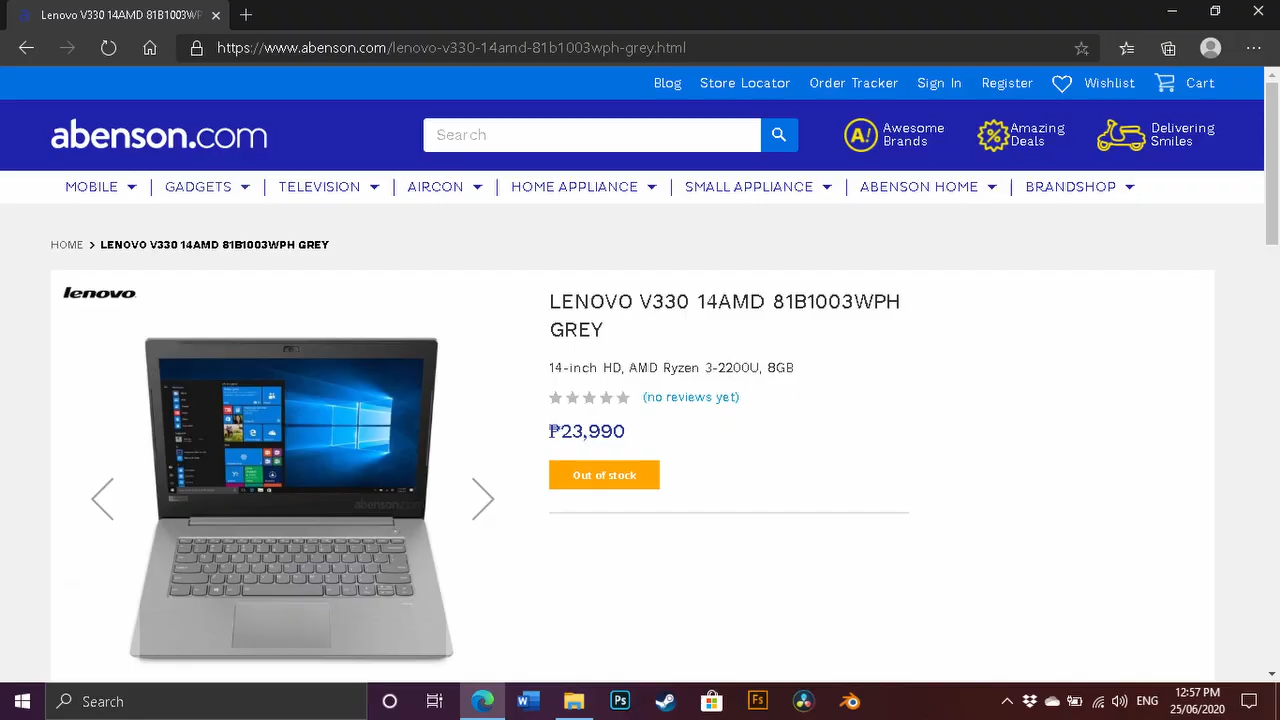 Lenovo V330 14AMD 81B1003WP
https://www.abenson.com/lenovo-v330-14amd-81b1003wph-grey.html
Blog Store Locator Order Tracker Sign In Register Wishlist Cart
abenson.com
Search
A! Awesome Brands
Amazing Deals
Delivering Smiles
MOBILE GADGETS TELEVISION AIRCON HOME APPLIANCE SMALL APPLIANCE ABENSON HOME BRANDSHOP
HOME > LENOVO V330 14AMD 81B1003WPH GREY
lenovo
LENOVO V330 14AMD 81B1003WPH
GREY
14-inch HD, AMD Ryzen 3-2200U, 8GB
(no reviews yet)
₱23,990
Out of stock
abenson.com
Search
Ps
Fs
ENG
12:57 PM
25/06/2020